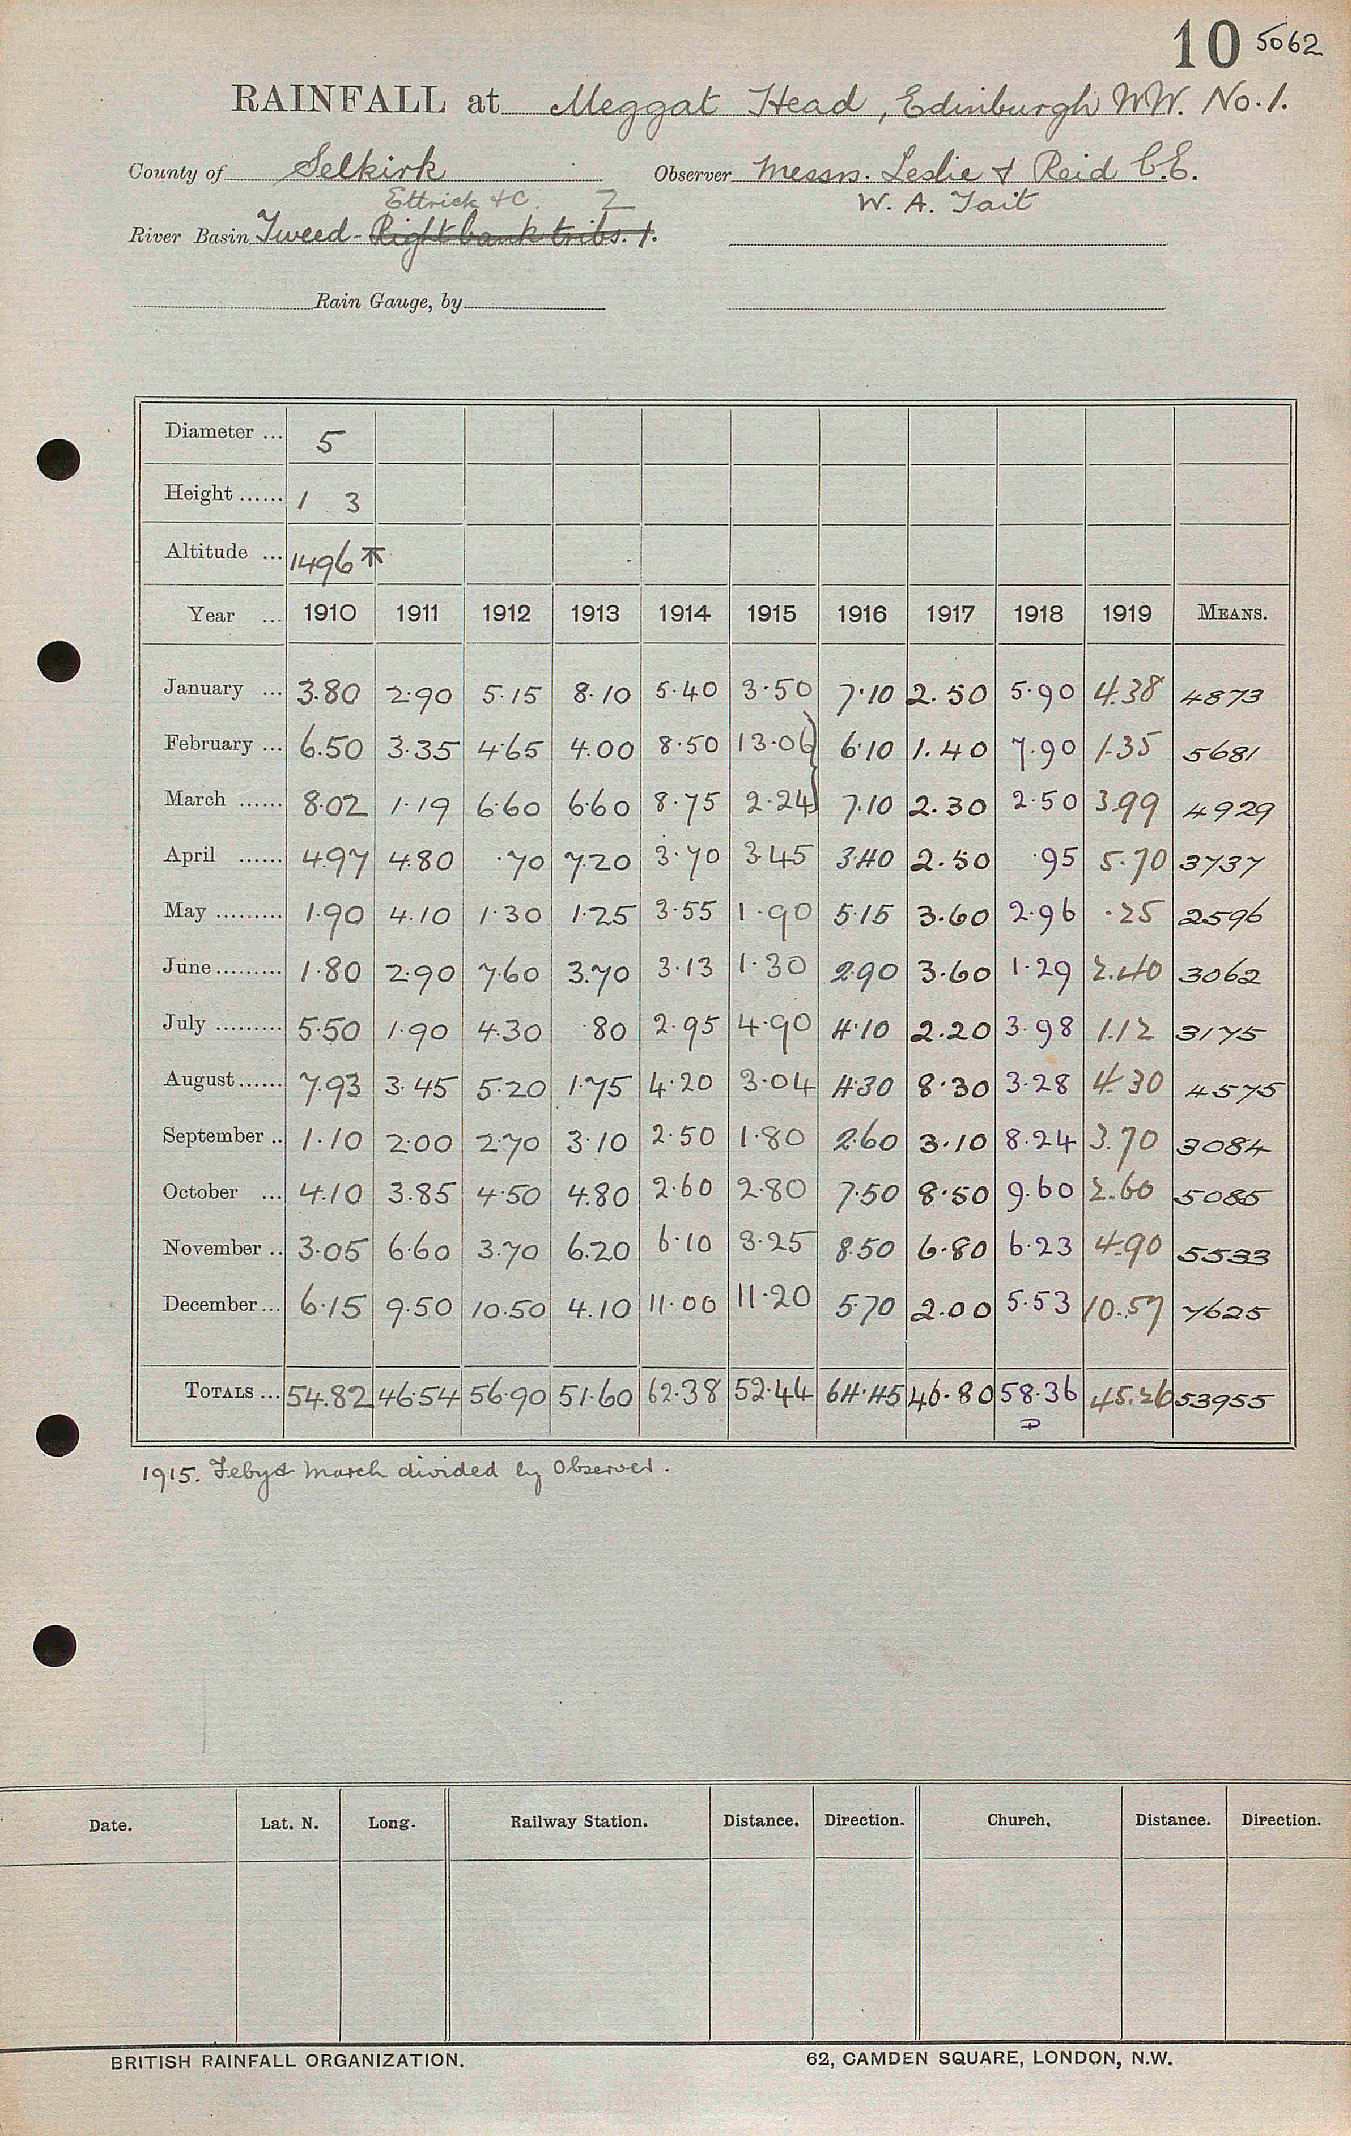 10 5062
RAINFALL at Meggat Head, Edinburgh W.W. No. 1.
County of Selkirk Observer Messrs. Leslie & Reid C.E.
Ettrick &c. 2 W. A. Tait
River Basin Tweed - Right bank tribs. 1.
Rain Gauge, by
Diameter ... 5
Height ...... 1 3
Altitude ... 1496
Year ... 1910 1911 1912 1913 1914 1915 1916 1917 1918 1919 MEANS.
January ... 3.80 2.90 5.15 8.10 5.40 3.50 7.10 2.50 5.90 4.38 4873
February ... 6.50 3.35 4.65 4.00 8.50 13.06 6.10 1.40 7.90 1.35 5681
March ...... 8.02 1.19 6.60 6.60 8.75 2.24 7.10 2.30 2.50 3.99 4929
April ...... 4.97 4.80 .70 7.20 3.70 3.45 3.40 2.50 .95 5.70 3737
May ......... 1.90 4.10 1.30 1.25 3.55 1.90 5.15 3.60 2.96 .25 2596
June ......... 1.80 2.90 7.60 3.70 3.13 1.30 2.90 3.60 1.29 2.40 3062
July ......... 5.50 1.90 4.30 .80 2.95 4.90 4.10 2.20 3.98 1.12 3175
August ...... 7.93 3.45 5.20 1.75 4.20 3.04 4.30 8.30 3.28 4.30 4575
September .. 1.10 2.00 2.70 3.10 2.50 1.80 2.60 3.10 8.24 3.70 3084
October ... 4.10 3.85 4.50 4.80 2.60 2.80 7.50 8.50 9.60 2.60 5085
November .. 3.05 6.60 3.70 6.20 6.10 3.25 8.50 6.80 6.23 4.90 5533
December ... 6.15 9.50 10.50 4.10 11.00 11.20 5.70 2.00 5.53 10.57 7625
TOTALS ... 54.82 46.54 56.90 51.60 62.38 52.44 64.45 46.80 58.36 45.26 53955
1915. Feby & March divided by Observer.
Date. Lat. N. Long. Railway Station. Distance. Direction. Church. Distance. Direction.
BRITISH RAINFALL ORGANIZATION. 62, CAMDEN SQUARE, LONDON, N.W.